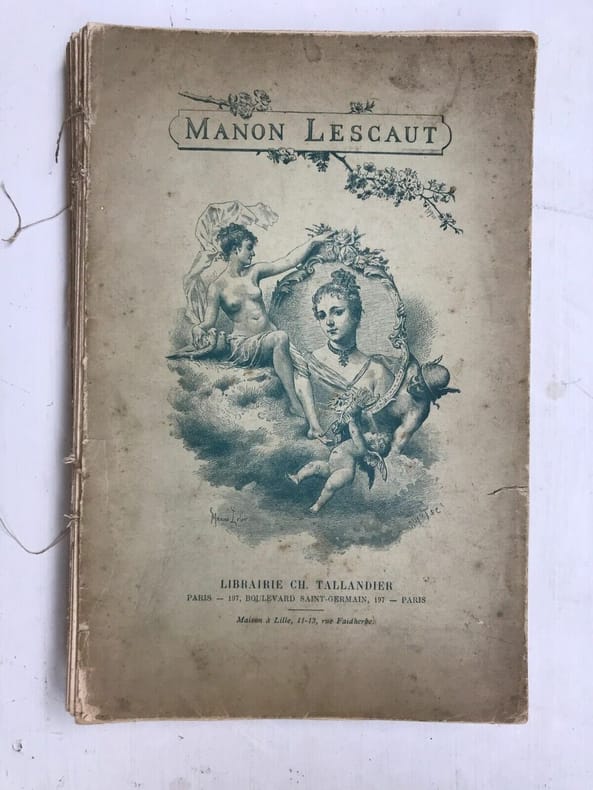 MANON LESCAUT
LIBRAIRIE CH. TALLANDIER
PARIS — 197, BOULEVARD SAINT-GERMAIN, 197 — PARIS
Maison à Lille, 11-13, rue Faidherbe.